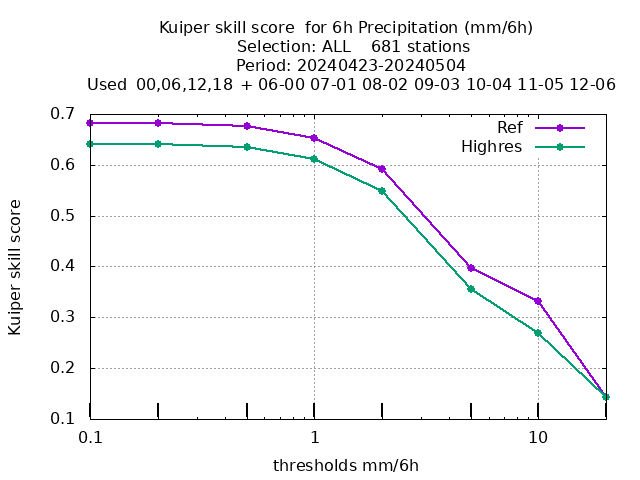 Kuiper skill score  for 6h Precipitation (mm/6h)
Selection: ALL    681 stations
Period: 20240423-20240504
Used  00,06,12,18  + 06-00 07-01 08-02 09-03 10-04 11-05 12-06
Ref
Highres
Kuiper skill score
0.7
0.6
0.5
0.4
0.3
0.2
0.1
0.1 1 10
thresholds mm/6h